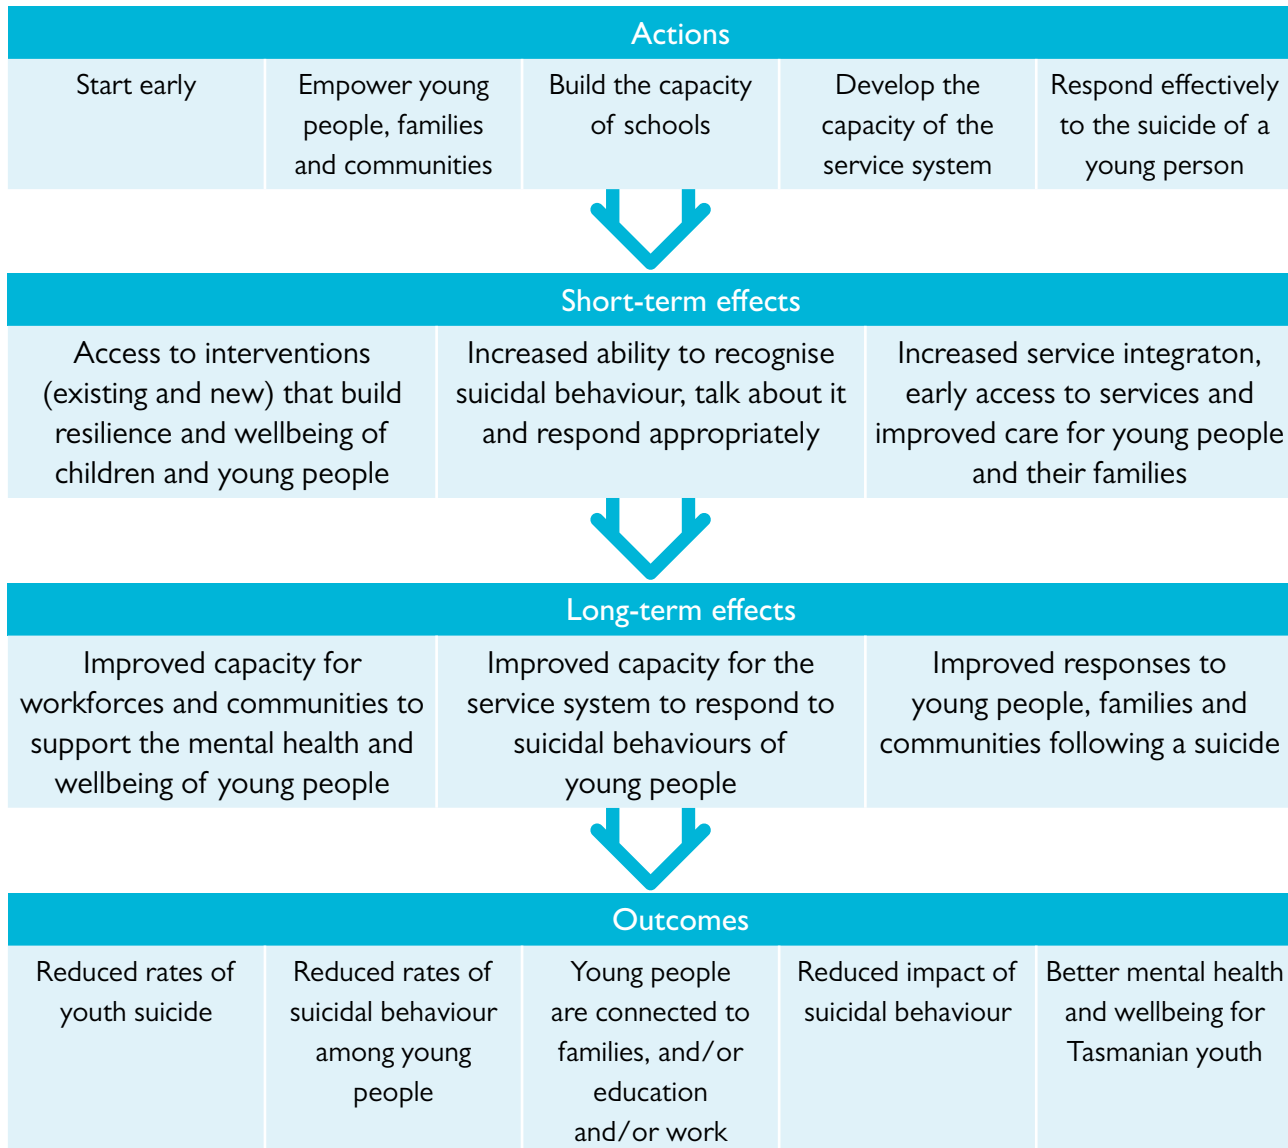 Actions
Start early
Empower young
people, families
and communities
Build the capacity
of schools
Develop the
capacity of the
service system
Respond effectively
to the suicide of a
young person
Short-term effects
Access to interventions
(existing and new) that build
resilience and wellbeing of
children and young people
Increased ability to recognise
suicidal behaviour, talk about it
and respond appropriately
Increased service integraton,
early access to services and
improved care for young people
and their families
Long-term effects
Improved capacity for
workforces and communities to
support the mental health and
wellbeing of young people
Improved capacity for the
service system to respond to
suicidal behaviours of
young people
Improved responses to
young people, families and
communities following a suicide
Outcomes
Reduced rates of
youth suicide
Reduced rates of
suicidal behaviour
among young
people
Young people
are connected to
families, and/or
education
and/or work
Reduced impact of
suicidal behaviour
Better mental health
and wellbeing for
Tasmanian youth